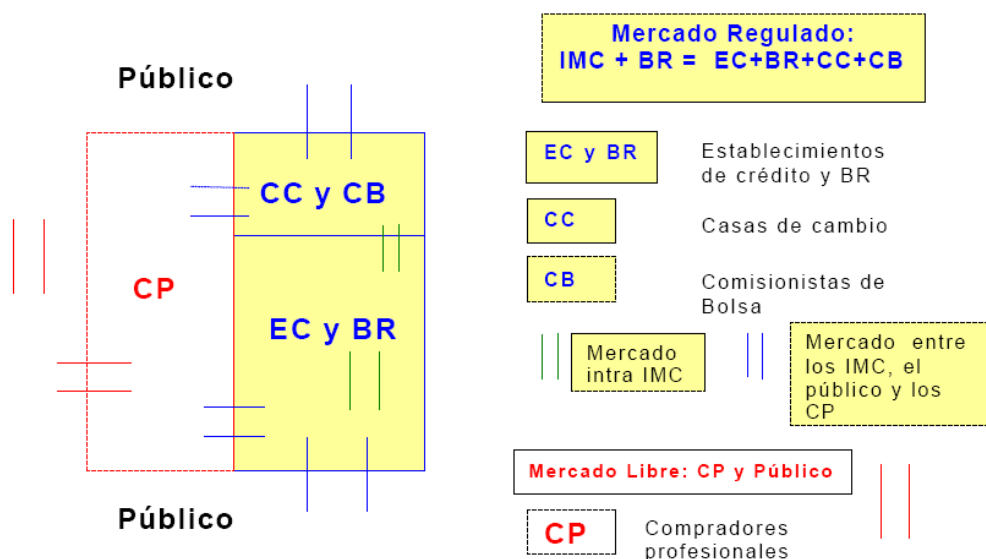 Público
CC y CB
CP
EC y BR
Público
Mercado Regulado:
IMC + BR = EC+BR+CC+CB
EC y BR
Establecimientos
de crédito y BR
CC
Casas de cambio
CB
Comisionistas de
Bolsa
Mercado
intra IMC
Mercado entre
los IMC, el
público y los
CP
Mercado Libre: CP y Público
CP
Compradores
profesionales